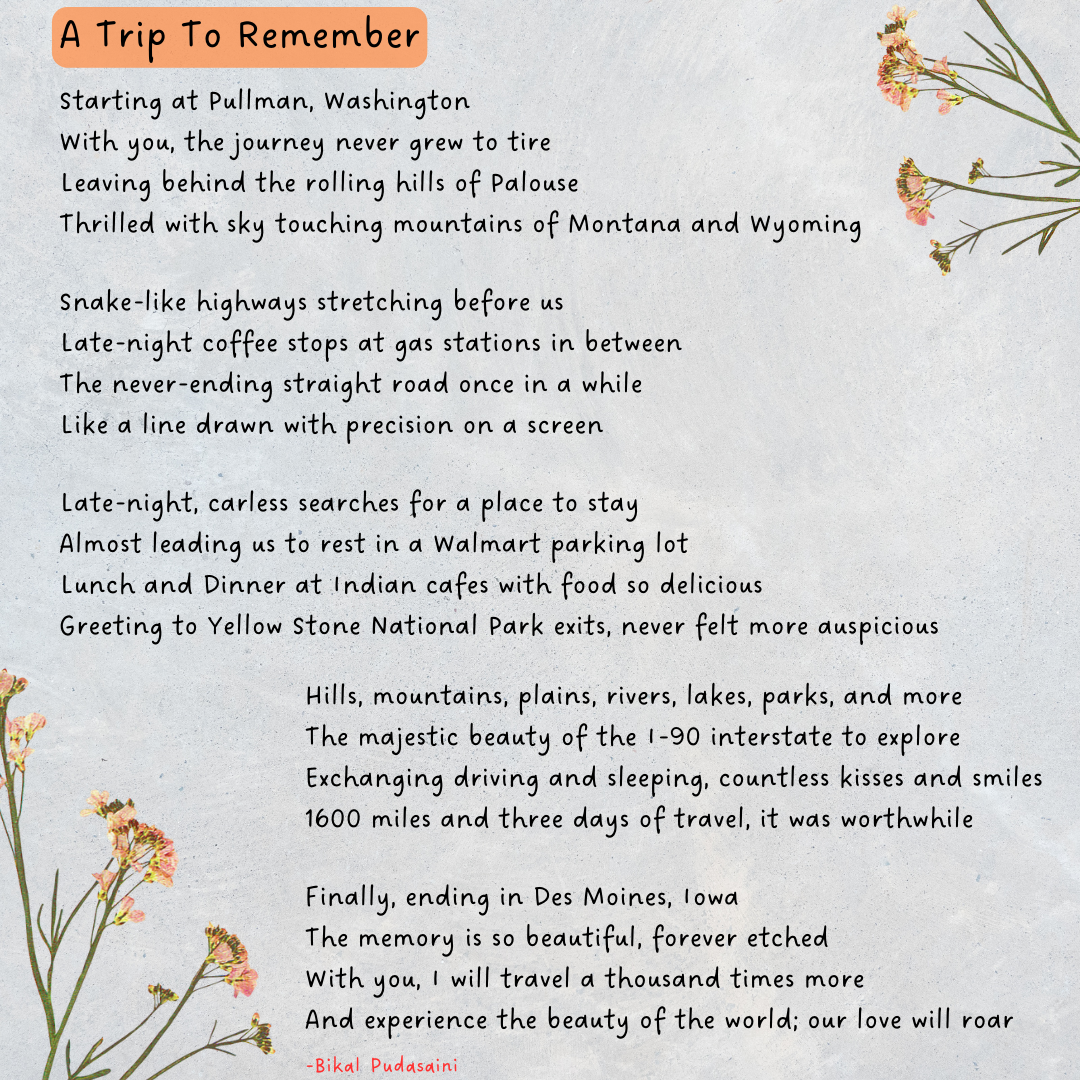 A Trip To Remember
Starting at Pullman, Washington
With you, the journey never grew to tire
Leaving behind the rolling hills of Palouse
Thrilled with sky touching mountains of Montana and Wyoming
Snake-like highways stretching before us
Late-night coffee stops at gas stations in between
The never-ending straight road once in a while
Like a line drawn with precision on a screen
Late-night, carless searches for a place to stay
Almost leading us to rest in a Walmart parking lot
Lunch and Dinner at Indian cafes with food so delicious
Greeting to Yellow Stone National Park exits, never felt more auspicious
Hills, mountains, plains, rivers, lakes, parks, and more
The majestic beauty of the I-90 interstate to explore
Exchanging driving and sleeping, countless kisses and smiles
1600 miles and three days of travel, it was worthwhile
Finally, ending in Des Moines, Iowa
The memory is so beautiful, forever etched
With you, I will travel a thousand times more
And experience the beauty of the world; our love will roar
-Bikal Pudasaini